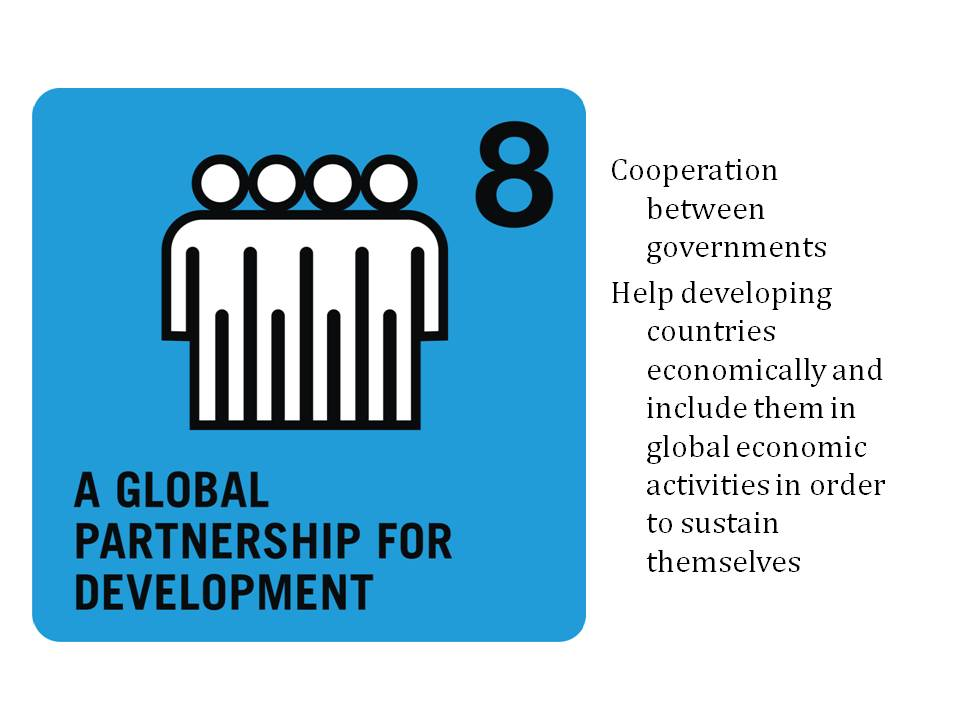 8
A GLOBAL
PARTNERSHIP FOR
DEVELOPMENT
Cooperation
between
governments
Help developing
countries
economically and
include them in
global economic
activities in order
to sustain
themselves